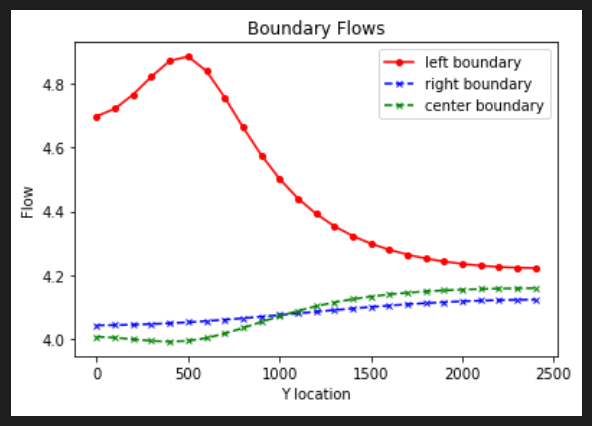 Boundary Flows
left boundary
right boundary
center boundary
Flow
4.8
4.6
4.4
4.2
4.0
0 500 1000 1500 2000 2500
Y location